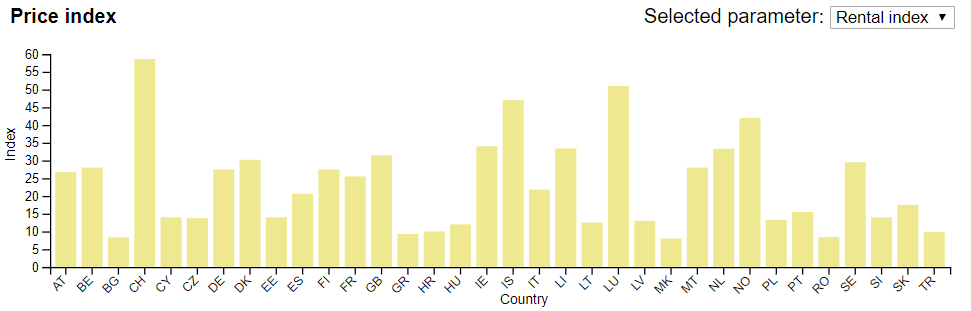 Price index
Selected parameter: Rental index ▼
60
55
50
45
40
35
30
25
20
15
10
5
0
Index
AT BE BG CH CY CZ DE DK EE ES FI FR GB GR HR HU IE IS IT LI LT LU LV MK MT NL NO PL PT RO SE SI SK TR
Country